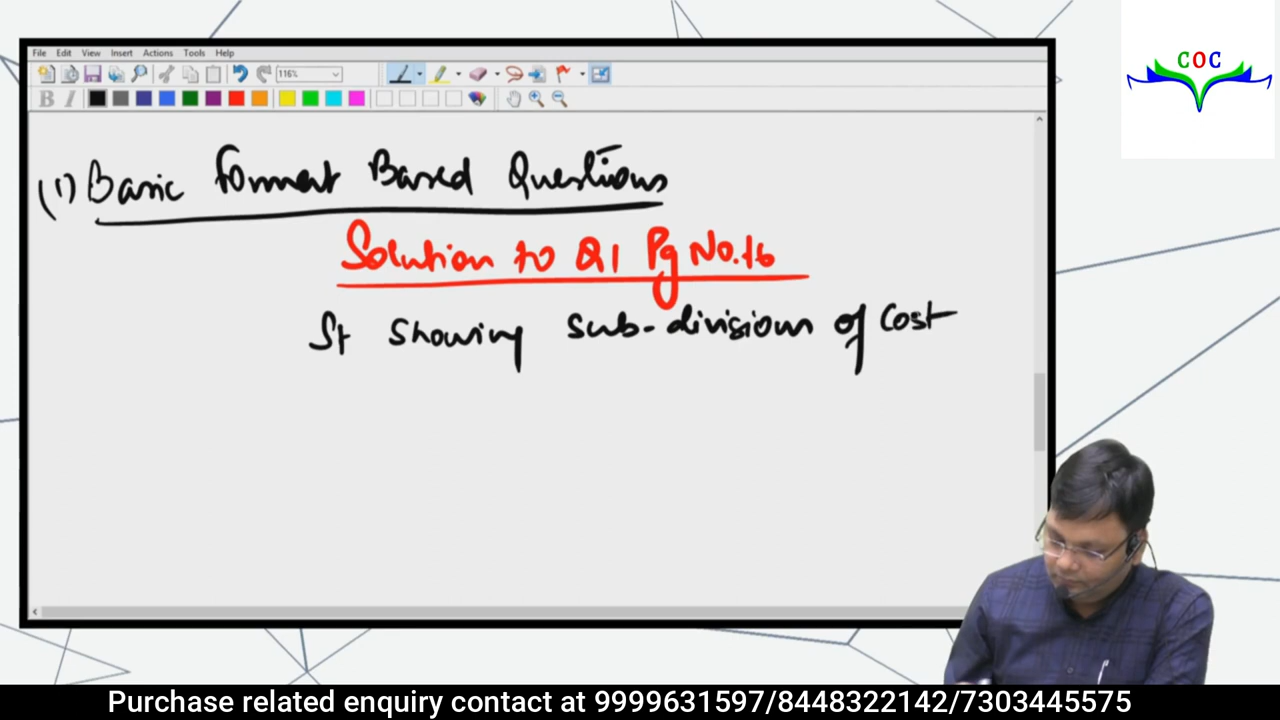 COC
File Edit View Insert Actions Tools Help
116%
B I
(1) Basic Format Based Questions
Solution to Q1 Pg No.16
St showing sub-divisions of cost
Purchase related enquiry contact at 9999631597/8448322142/7303445575